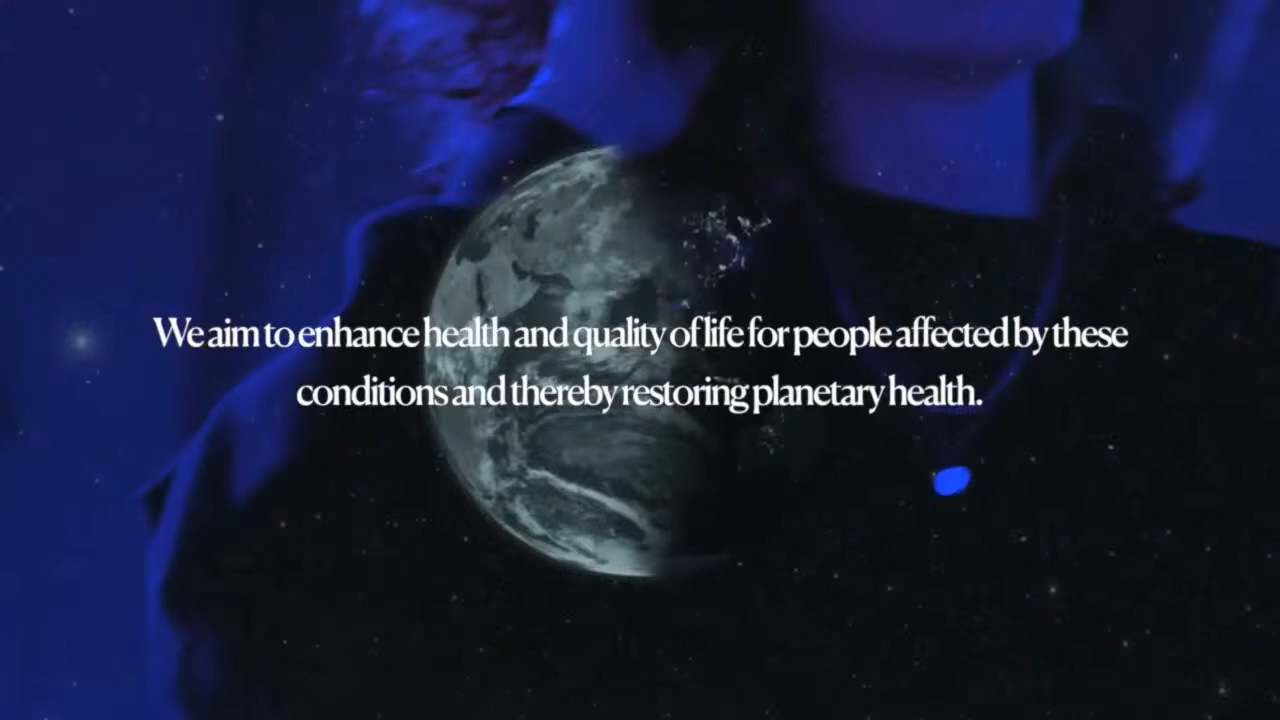 We aim to enhance health and quality of life for people affected by these
conditions and thereby restoring planetary health.